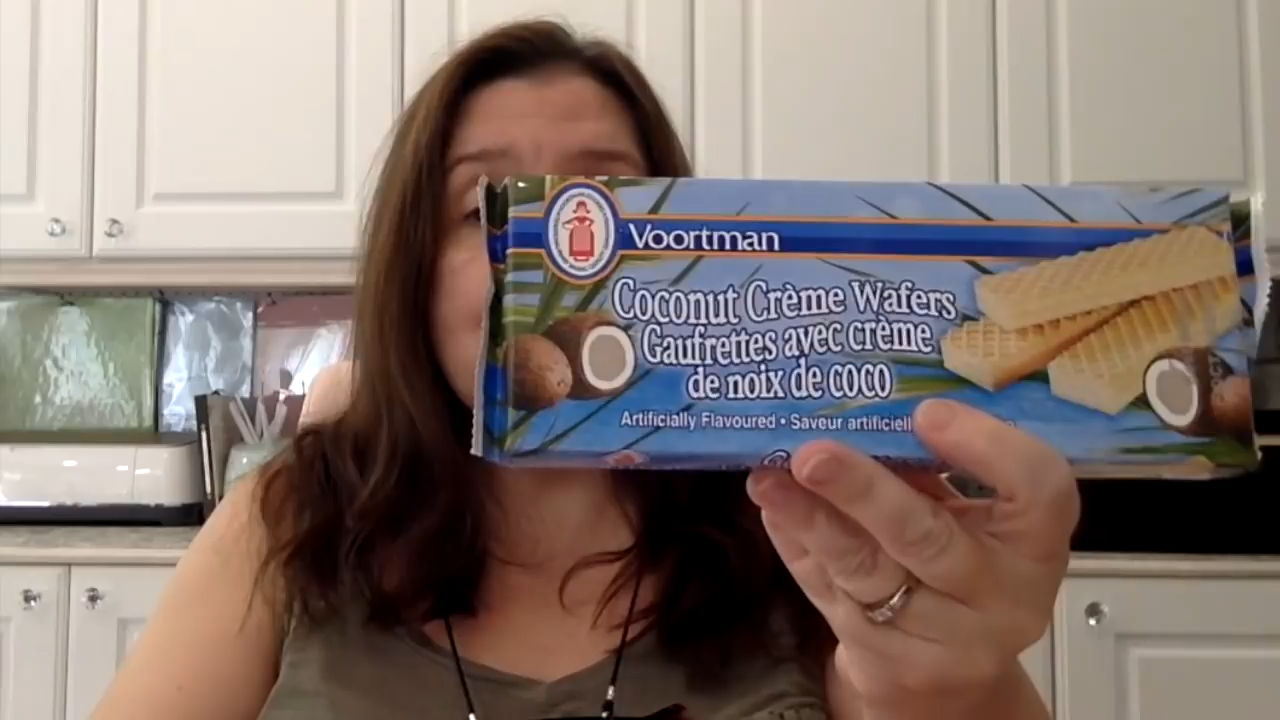 Voortman
Coconut Crème Wafers
Gaufrettes avec crème
de noix de coco
Artificially Flavoured • Saveur artificiell